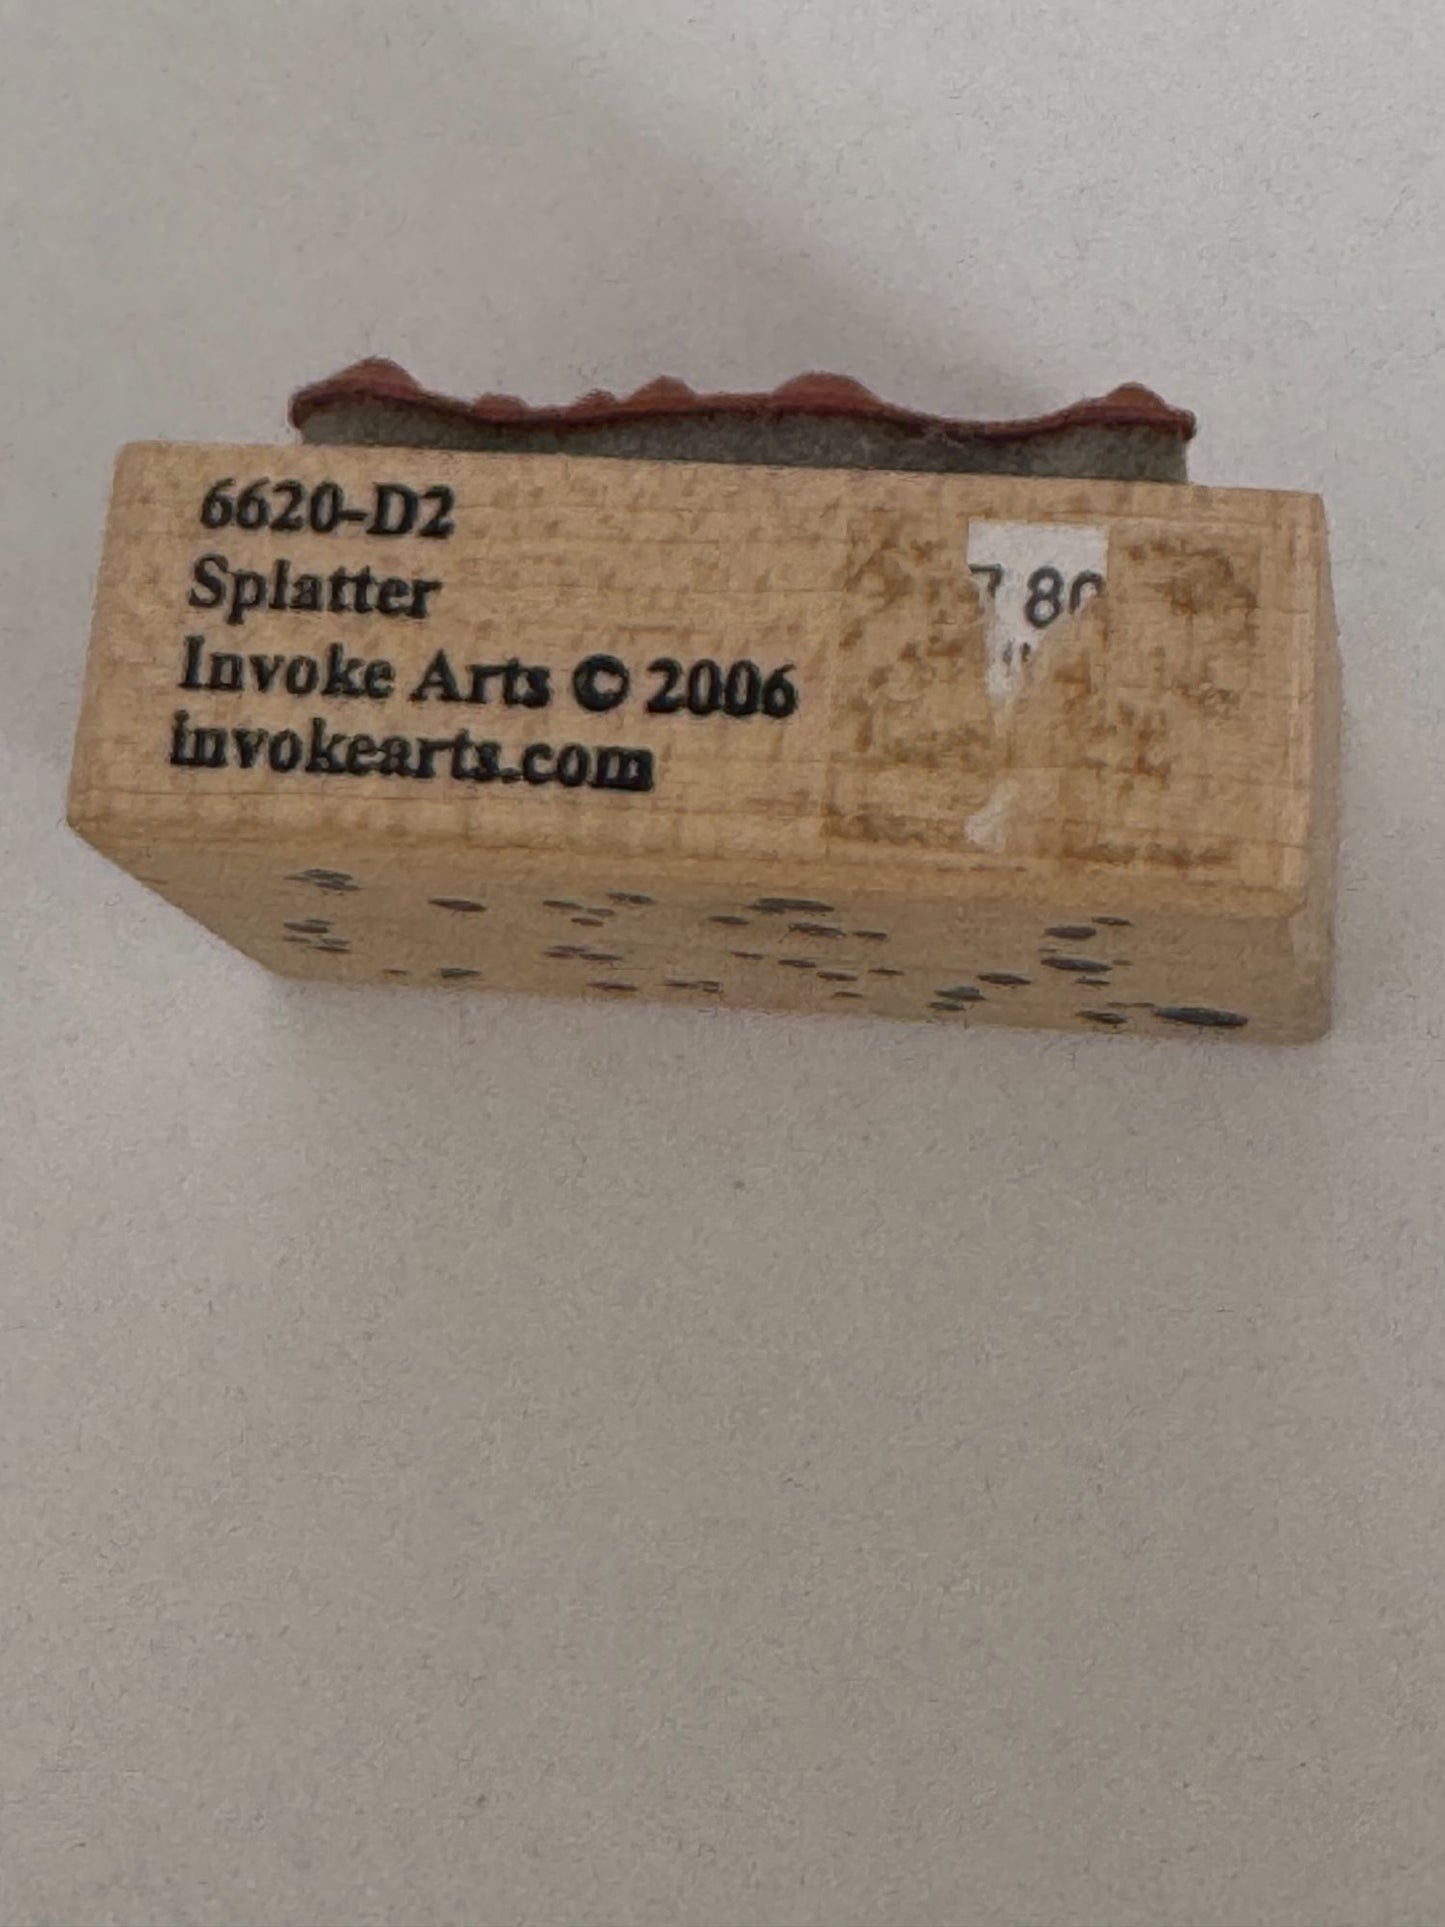 6620-D2
Splatter
Invoke Arts © 2006
invokearts.com